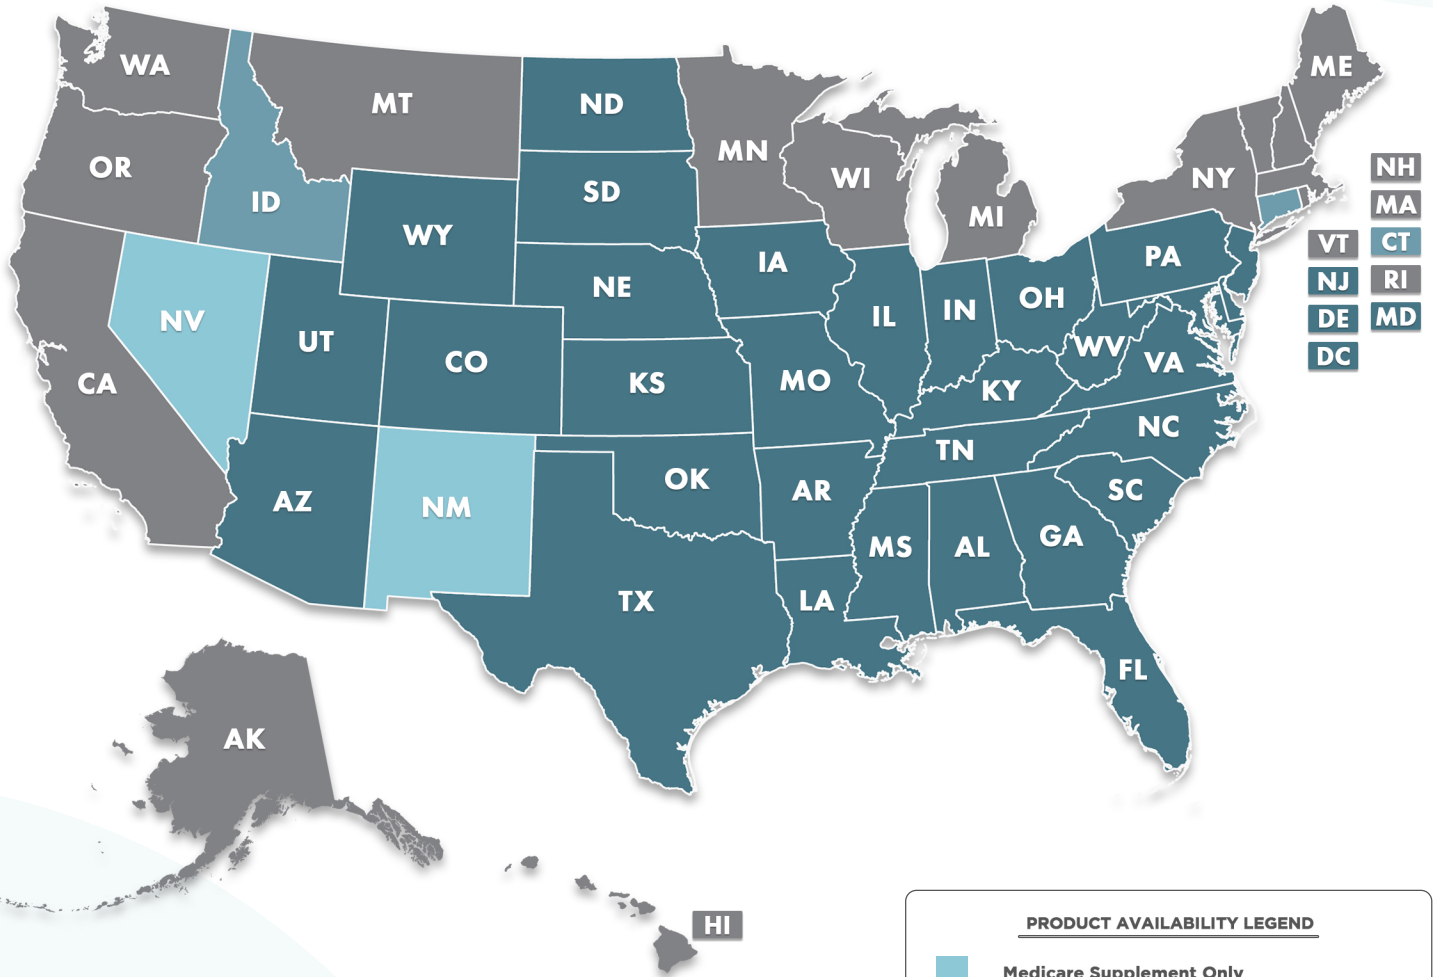 WA
MT
ND
ME
OR
MN
WI
NY
NH
ID
SD
MI
MA
WY
VT
CT
IA
PA
NJ
RI
NE
OH
NV
IL
IN
DE
MD
UT
CO
WV
VA
DC
CA
KS
MO
KY
NC
TN
AZ
NM
OK
AR
SC
MS
AL
GA
TX
LA
FL
AK
HI
PRODUCT AVAILABILITY LEGEND
Medicare Supplement Only